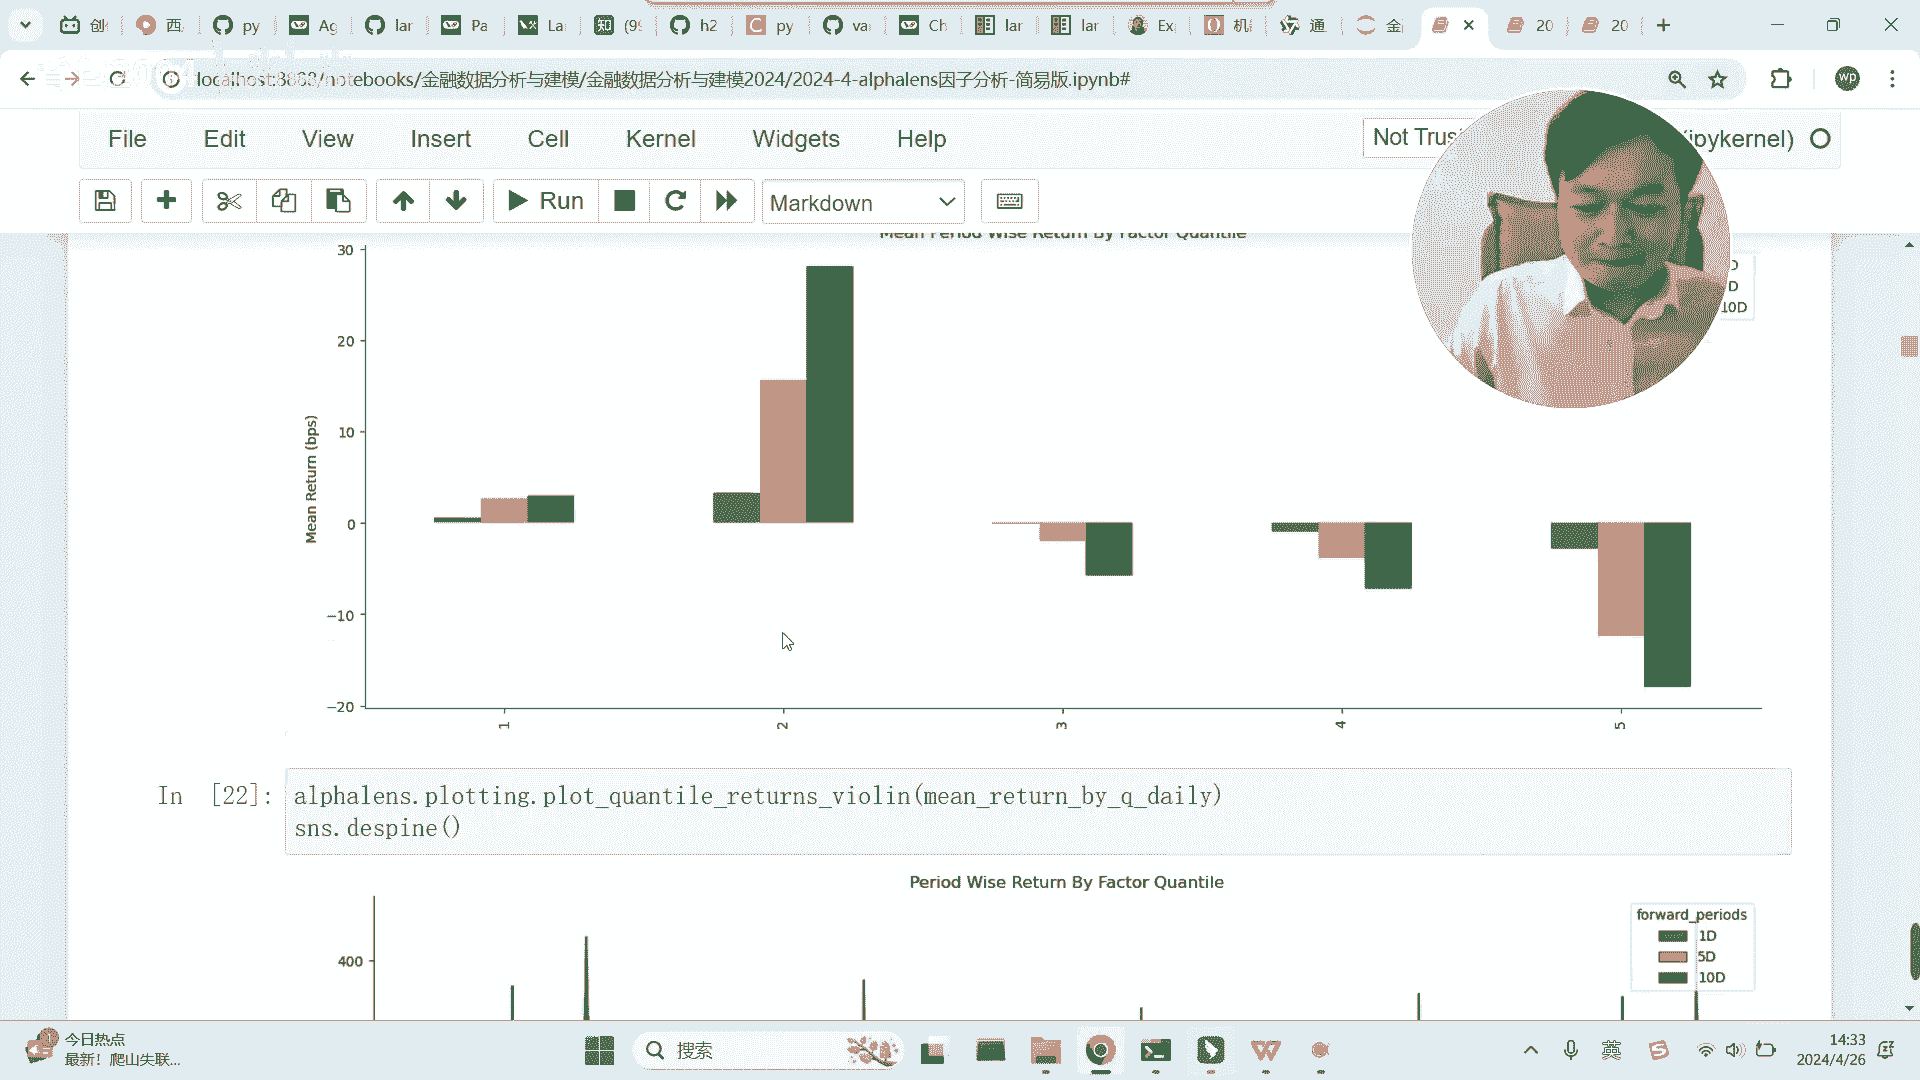 创
西
py
Ag
lar
Pa
La
知 (99
h2
py
va
Ch
lar
lar
Ex
机
通
金
20
20
localhost:8888/notebooks/金融数据分析与建模/金融数据分析与建模2024/2024-4-alphalens因子分析-简易版.ipynb#
wp
File Edit View Insert Cell Kernel Widgets Help
Not Trus
(ipykernel)
Run
Markdown
Mean Period Wise Return By Factor Quantile
10D
30
20
10
0
−10
−20
Mean Return (bps)
1 2 3 4 5
In [22]: alphalens.plotting.plot_quantile_returns_violin(mean_return_by_q_daily)
sns.despine()
Period Wise Return By Factor Quantile
forward_periods
1D
5D
10D
400
今日热点
最新！爬山失联...
搜索
英
14:33
2024/4/26